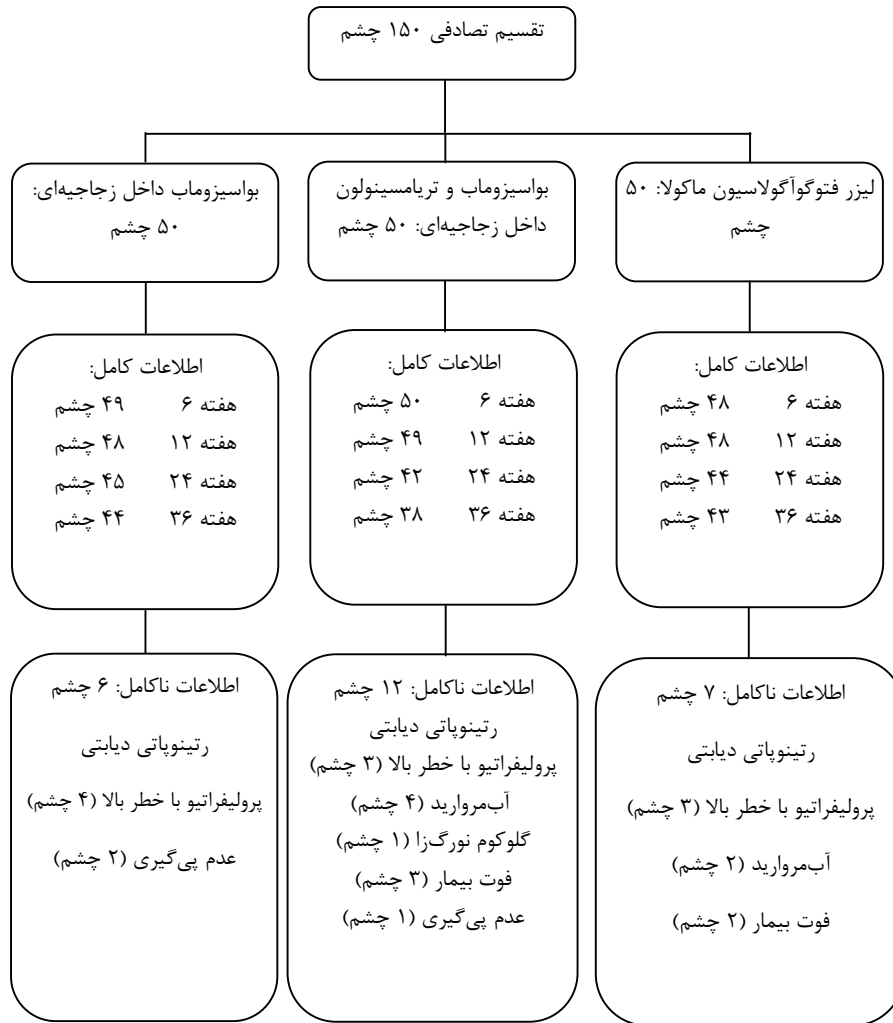 تقسیم تصادفی ۱۵۰ چشم
لیزر فتوگوآگولاسیون ماکولا: ۵۰
چشم
بواسیزوماب و تریامسینولون
داخل زجاجیه‌ای: ۵۰ چشم
بواسیزوماب داخل زجاجیه‌ای:
۵۰ چشم
اطلاعات کامل:
هفته ۶ ۴۸ چشم
هفته ۱۲ ۴۸ چشم
هفته ۲۴ ۴۴ چشم
هفته ۳۶ ۴۳ چشم
اطلاعات کامل:
هفته ۶ ۵۰ چشم
هفته ۱۲ ۴۹ چشم
هفته ۲۴ ۴۲ چشم
هفته ۳۶ ۳۸ چشم
اطلاعات کامل:
هفته ۶ ۴۹ چشم
هفته ۱۲ ۴۸ چشم
هفته ۲۴ ۴۵ چشم
هفته ۳۶ ۴۴ چشم
اطلاعات ناکامل: ۷ چشم
رتینوپاتی دیابتی
پرولیفراتیو با خطر بالا (۳ چشم)
آب‌مروارید (۲ چشم)
فوت بیمار (۲ چشم)
اطلاعات ناکامل: ۱۲ چشم
رتینوپاتی دیابتی
پرولیفراتیو با خطر بالا (۳ چشم)
آب‌مروارید (۴ چشم)
گلوکوم نورگ‌زا (۱ چشم)
فوت بیمار (۳ چشم)
عدم پی‌گیری (۱ چشم)
اطلاعات ناکامل: ۶ چشم
رتینوپاتی دیابتی
پرولیفراتیو با خطر بالا (۴ چشم)
عدم پی‌گیری (۲ چشم)